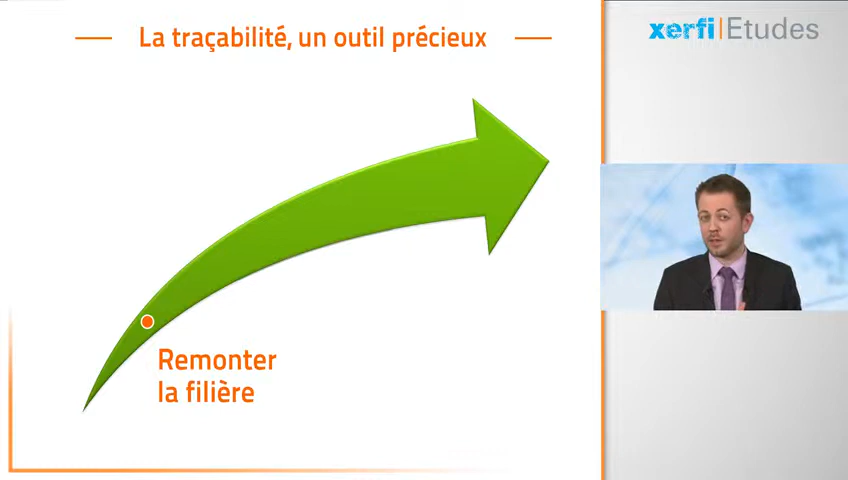 La traçabilité, un outil précieux
xerfi|Etudes
Remonter
la filière